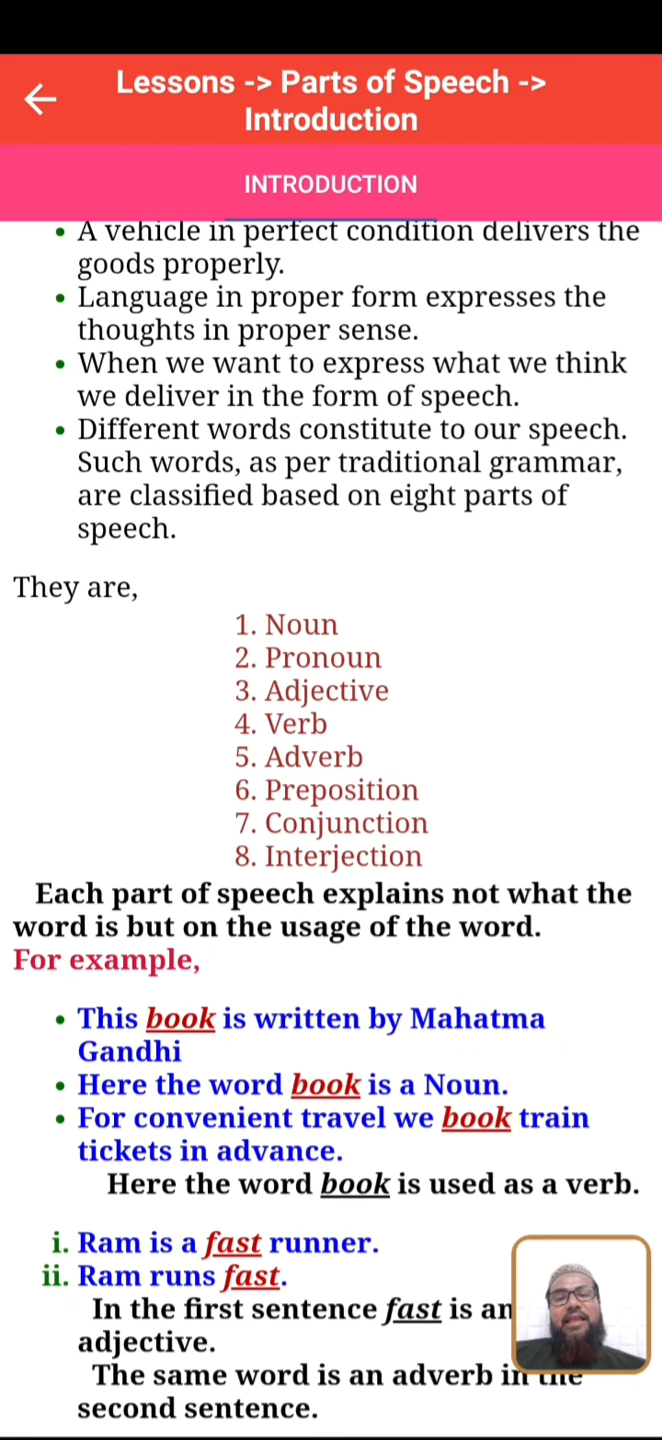 Lessons -> Parts of Speech ->
Introduction
INTRODUCTION
• A vehicle in perfect condition delivers the
goods properly.
• Language in proper form expresses the
thoughts in proper sense.
• When we want to express what we think
we deliver in the form of speech.
• Different words constitute to our speech.
Such words, as per traditional grammar,
are classified based on eight parts of
speech.
They are,
1. Noun
2. Pronoun
3. Adjective
4. Verb
5. Adverb
6. Preposition
7. Conjunction
8. Interjection
Each part of speech explains not what the
word is but on the usage of the word.
For example,
• This book is written by Mahatma
Gandhi
• Here the word book is a Noun.
• For convenient travel we book train
tickets in advance.
Here the word book is used as a verb.
i. Ram is a fast runner.
ii. Ram runs fast.
In the first sentence fast is an
adjective.
The same word is an adverb in the
second sentence.